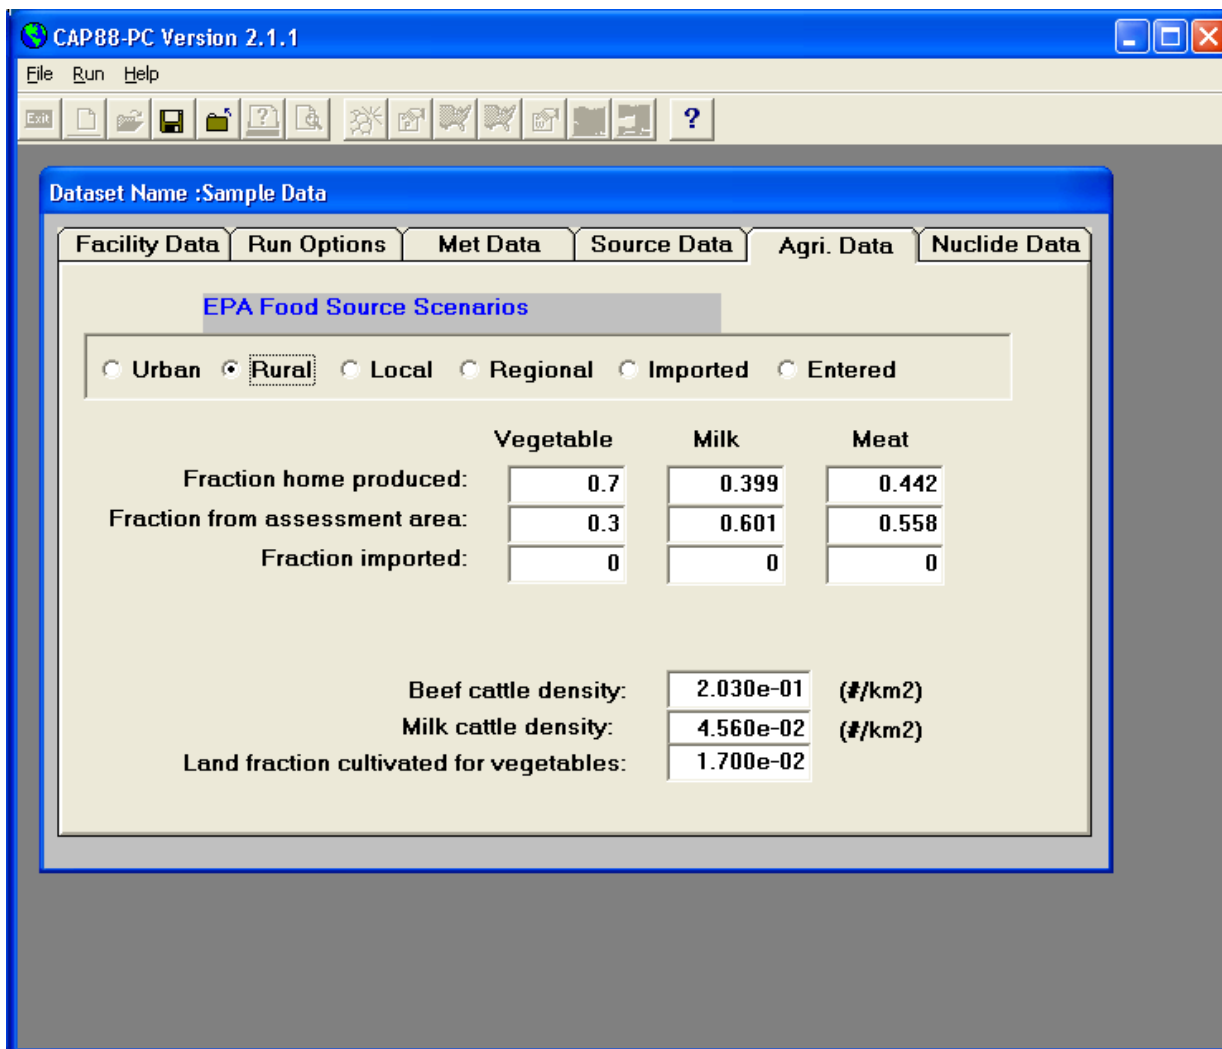 CAP88-PC Version 2.1.1
File Run Help
Exit
?
Dataset Name :Sample Data
Facility Data Run Options Met Data Source Data Agri. Data Nuclide Data
EPA Food Source Scenarios
Urban Rural Local Regional Imported Entered
Vegetable Milk Meat
Fraction home produced: 0.7 0.399 0.442
Fraction from assessment area: 0.3 0.601 0.558
Fraction imported: 0 0 0
Beef cattle density: 2.030e-01 (#/km2)
Milk cattle density: 4.560e-02 (#/km2)
Land fraction cultivated for vegetables: 1.700e-02